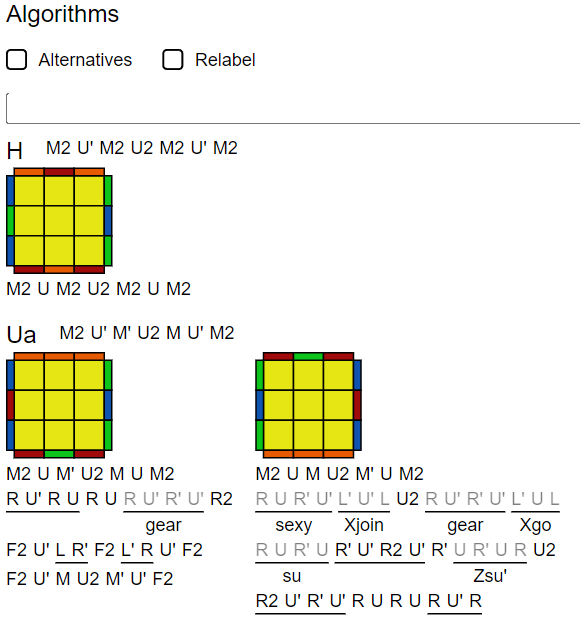 Algorithms
Alternatives Relabel
H M2 U' M2 U2 M2 U' M2
M2 U M2 U2 M2 U M2
Ua M2 U' M' U2 M U' M2
M2 U M' U2 M U M2
R U' R U R U R U' R' U' R2
gear
F2 U' L R' F2 L' R U' F2
F2 U' M U2 M' U' F2
M2 U M U2 M' U M2
R U R' U' L' U' L U2 R U' R' U' L' U L
sexy Xjoin gear Xgo
R U R' U R' U' R2 U' R' U R' U R U2
su Zsu'
R2 U' R' U' R U R U R U' R